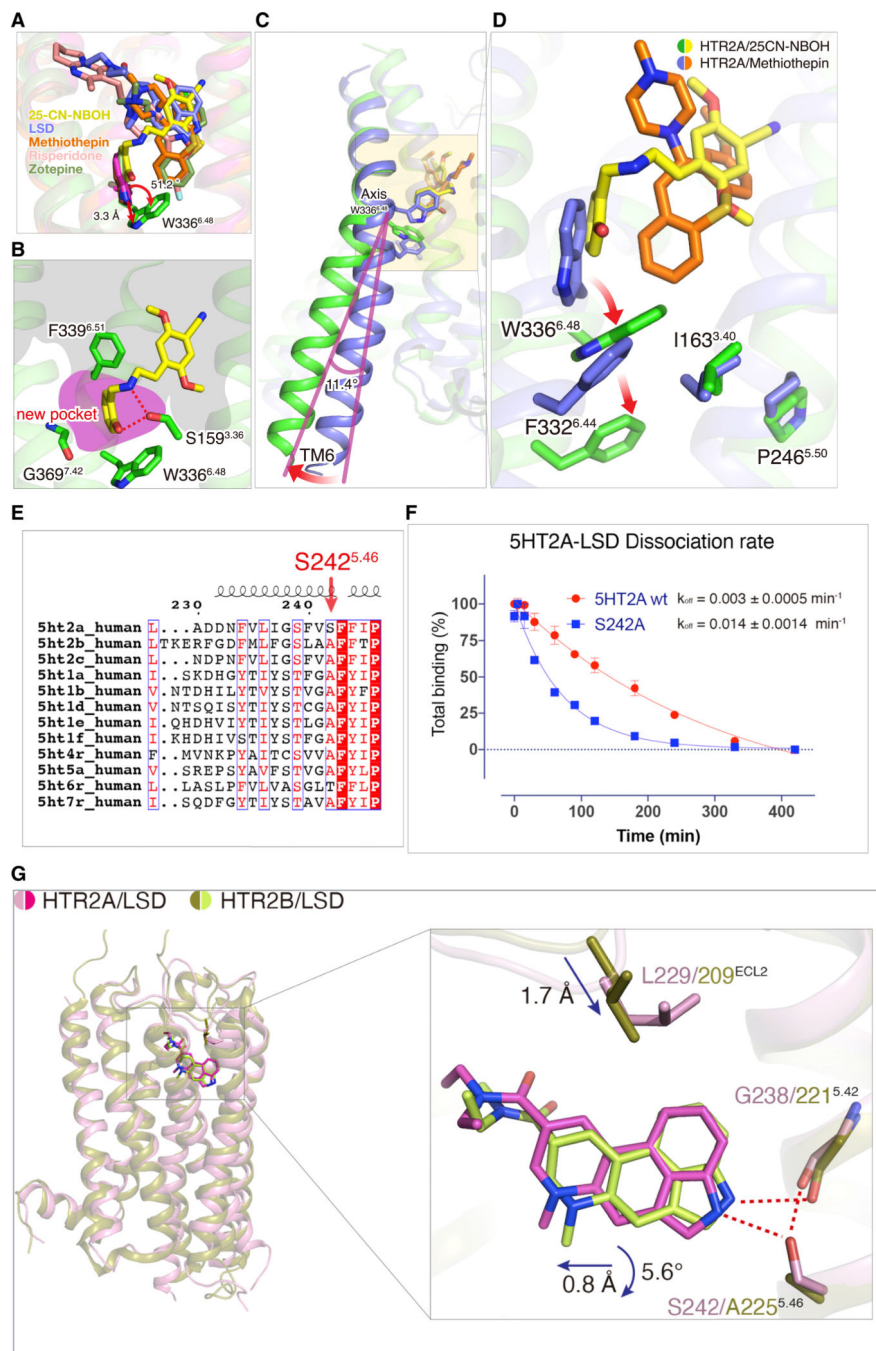 A
25-CN-NBOH
LSD
Methiothepin
Risperidone
Zotepine
51.2°
3.3 Å
W336^6.48
B
F339^6.51
new pocket
S159^3.36
G369^7.42
W336^6.48
C
Axis
W336^6.48
11.4°
TM6
D
HTR2A/25CN-NBOH
HTR2A/Methiothepin
W336^6.48
I163^3.40
F332^6.44
P246^5.50
E
S242^5.46
230 240
5ht2a_human L...ADDNFVLIGSFVSFFIP
5ht2b_human LTKERFGDFMLFGSLAAFFIP
5ht2c_human L...NDPNFVLIGSFVAFFIP
5ht1a_human I...SKDHGYTIYSTFGAFYIP
5ht1b_human V..NTDHILYTVYSTVGAFYFP
5ht1d_human V..NTSQISYTIYSTCGAFYIP
5ht1e_human I..QHDHVIYTIYSTLGAFYIP
5ht1f_human I..KHDHIVSTIYSTFGAFYIP
5ht4r_human F...MVNKPYAITCSVVAFYIP
5ht5a_human V...SREPSYAVFSTVGAFYLP
5ht6r_human L...LASLPFVLVASGLTFFLP
5ht7r_human I...SQDFGYTIYSTAVAFYIP
F
5HT2A-LSD Dissociation rate
5HT2A wt k_off = 0.003 ± 0.0005 min^-1
S242A k_off = 0.014 ± 0.0014 min^-1
Total binding (%)
100
75
50
25
0
0 100 200 300 400
Time (min)
G
HTR2A/LSD HTR2B/LSD
L229/209^ECL2
1.7 Å
G238/221^5.42
5.6°
0.8 Å
S242/A225^5.46